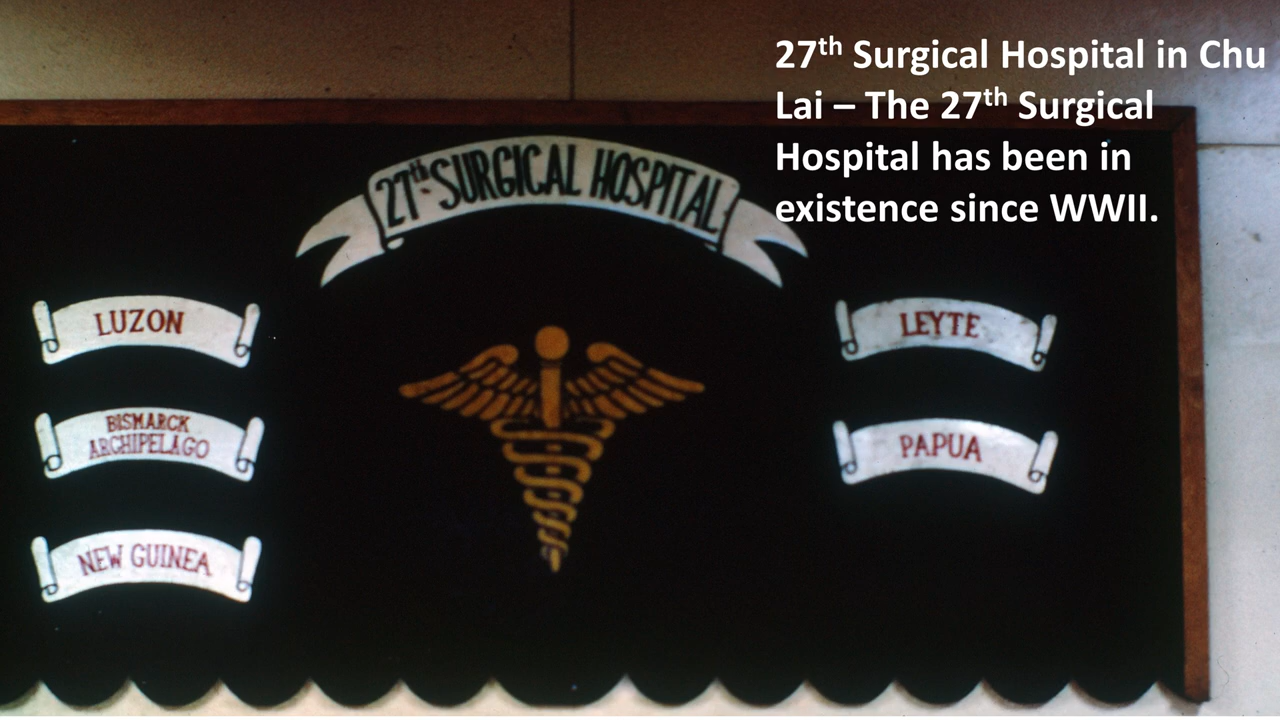 27th Surgical Hospital in Chu
Lai – The 27th Surgical
Hospital has been in
existence since WWII.
27th SURGICAL HOSPITAL
LUZON
LEYTE
BISMARCK
ARCHIPELAGO
PAPUA
NEW GUINEA